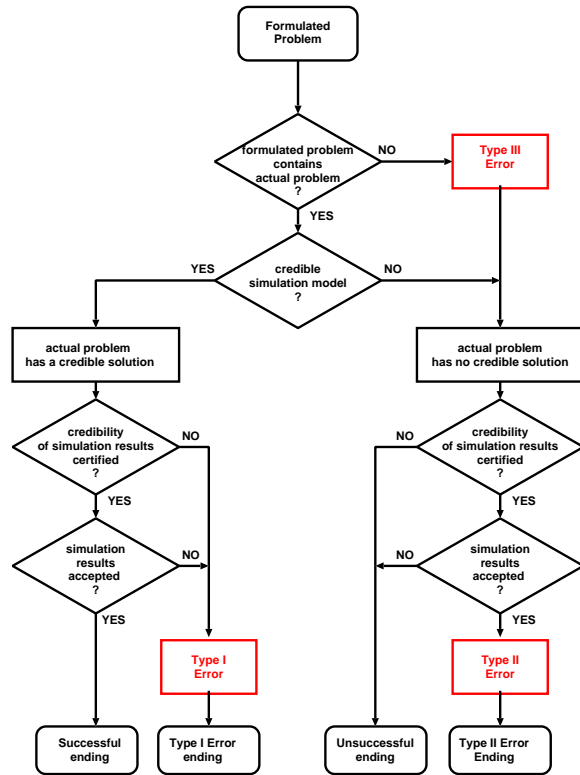 Formulated
Problem
formulated problem
contains
actual problem
?
NO
Type III
Error
YES
YES
credible
simulation model
?
NO
actual problem
has a credible solution
actual problem
has no credible solution
credibility
of simulation results
certified
?
NO
NO
credibility
of simulation results
certified
?
YES
YES
simulation
results
accepted
?
NO
NO
simulation
results
accepted
?
YES
YES
Type I
Error
Type II
Error
Successful
ending
Type I Error
ending
Unsuccessful
ending
Type II Error
Ending